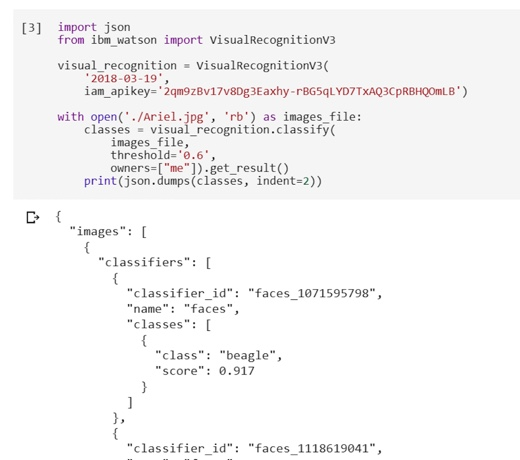 [3] import json
from ibm_watson import VisualRecognitionV3
visual_recognition = VisualRecognitionV3(
'2018-03-19',
iam_apikey='2qm9zBv17v8Dg3Eaxhy-rBG5qLYD7TxAQ3CpRBHQOmLB')
with open('./Ariel.jpg', 'rb') as images_file:
classes = visual_recognition.classify(
images_file,
threshold='0.6',
owners=["me"]).get_result()
print(json.dumps(classes, indent=2))
{
"images": [
{
"classifiers": [
{
"classifier_id": "faces_1071595798",
"name": "faces",
"classes": [
{
"class": "beagle",
"score": 0.917
}
]
},
{
"classifier_id": "faces_1118619041",